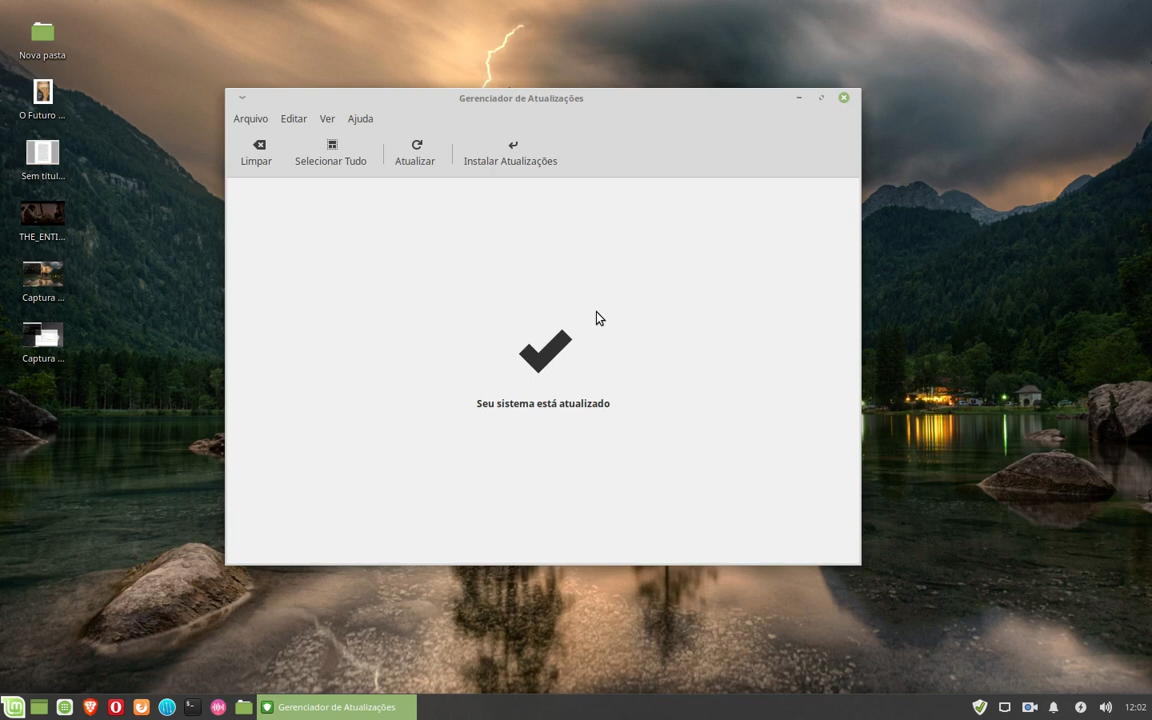 Nova pasta
O Futuro ...
Sem títul...
THE_ENTI...
Captura ...
Captura ...
Gerenciador de Atualizações
Arquivo Editar Ver Ajuda
Limpar Selecionar Tudo Atualizar Instalar Atualizações
Seu sistema está atualizado
Gerenciador de Atualizações
12:02